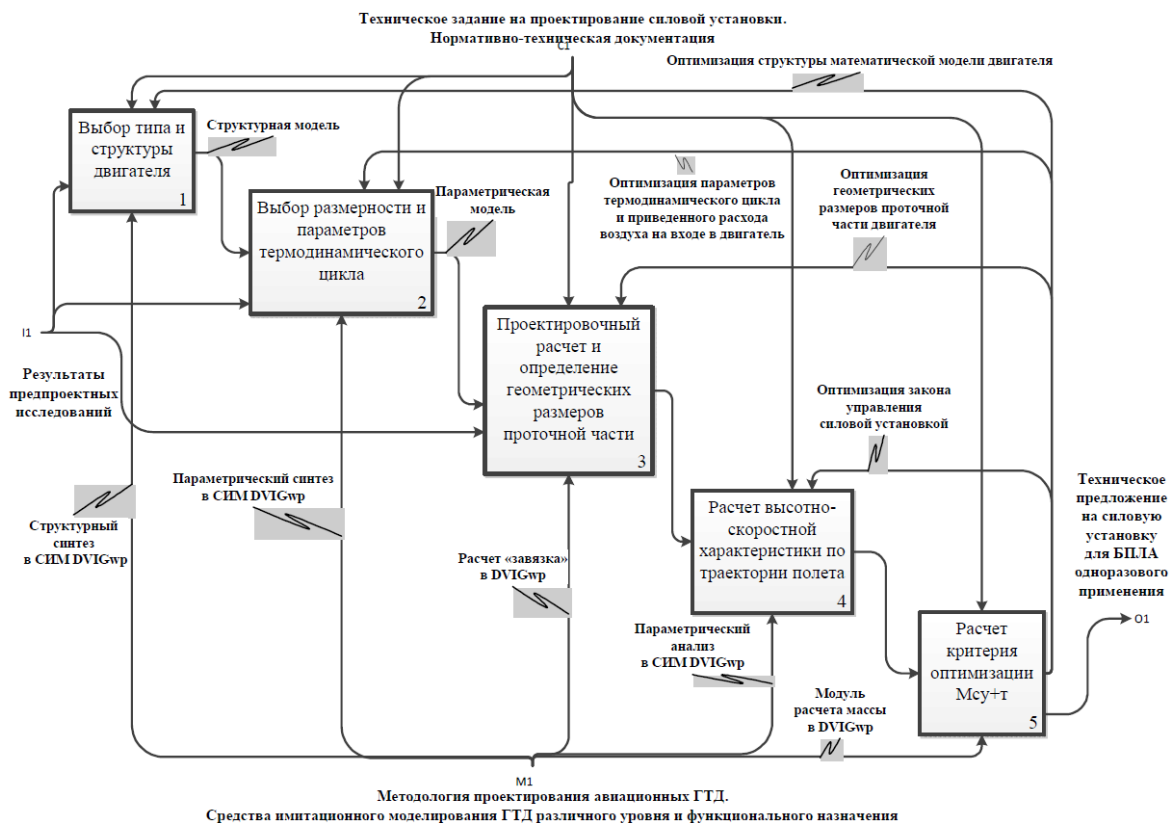 Техническое задание на проектирование силовой установки.
Нормативно-техническая документация
C1
Оптимизация структуры математической модели двигателя
Выбор типа и
структуры
двигателя
1
Структурная модель
Выбор размерности и
параметров
термодинамического
цикла
2
Параметрическая
модель
Оптимизация параметров
термодинамического цикла
и приведенного расхода
воздуха на входе в двигатель
Оптимизация
геометрических
размеров проточной
части двигателя
I1
Результаты
предпроектных
исследований
Проектировочный
расчет и
определение
геометрических
размеров
проточной части
3
Оптимизация закона
управления
силовой установкой
Структурный
синтез
в СИМ DVIGwp
Параметрический синтез
в СИМ DVIGwp
Расчет «завязка»
в DVIGwp
Расчет высотно-
скоростной
характеристики по
траектории полета
4
Техническое
предложение
на силовую
установку
для БПЛА
одноразового
применения
O1
Параметрический
анализ
в СИМ DVIGwp
Расчет
критерия
оптимизации
Мсу+т
5
Модуль
расчета массы
в DVIGwp
M1
Методология проектирования авиационных ГТД.
Средства имитационного моделирования ГТД различного уровня и функционального назначения